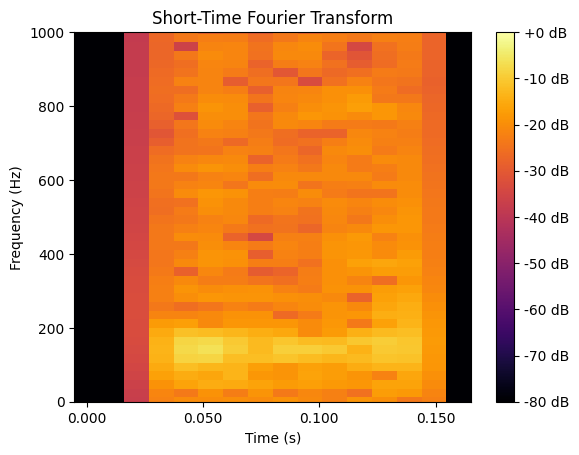 Short-Time Fourier Transform
1000
800
600
400
200
0
Frequency (Hz)
0.000
0.050
0.100
0.150
Time (s)
+0 dB
-10 dB
-20 dB
-30 dB
-40 dB
-50 dB
-60 dB
-70 dB
-80 dB